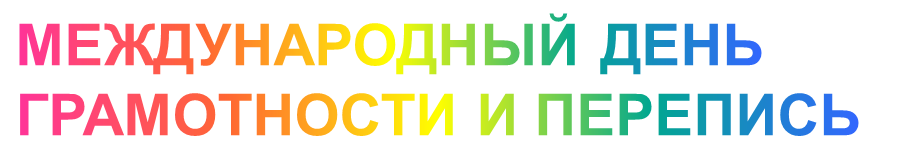 МЕЖДУНАРОДНЫЙ ДЕНЬ
ГРАМОТНОСТИ И ПЕРЕПИСЬ